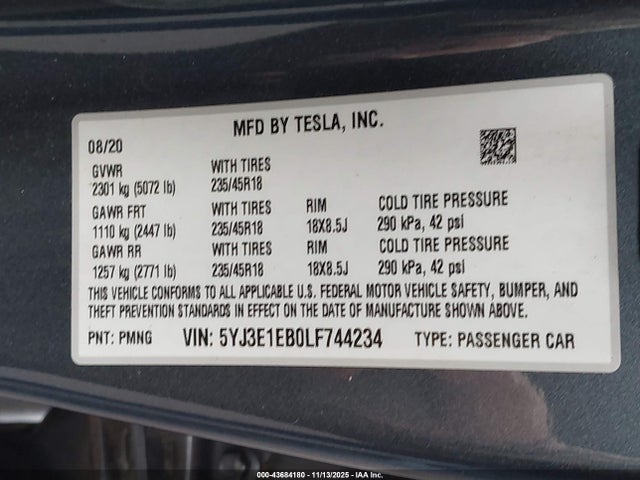 MFD BY TESLA, INC.
08/20
GVWR WITH TIRES
2301 kg (5072 lb) 235/45R18
GAWR FRT WITH TIRES RIM COLD TIRE PRESSURE
1110 kg (2447 lb) 235/45R18 18X8.5J 290 kPa, 42 psi
GAWR RR WITH TIRES RIM COLD TIRE PRESSURE
1257 kg (2771 lb) 235/45R18 18X8.5J 290 kPa, 42 psi
THIS VEHICLE CONFORMS TO ALL APPLICABLE U.S. FEDERAL MOTOR VEHICLE SAFETY, BUMPER, AND
THEFT PREVENTION STANDARDS IN EFFECT ON THE DATE OF MANUFACTURE SHOWN ABOVE.
PNT: PMNG VIN: 5YJ3E1EB0LF744234 TYPE: PASSENGER CAR
000-43684180 - 11/13/2025 - IAA Inc.